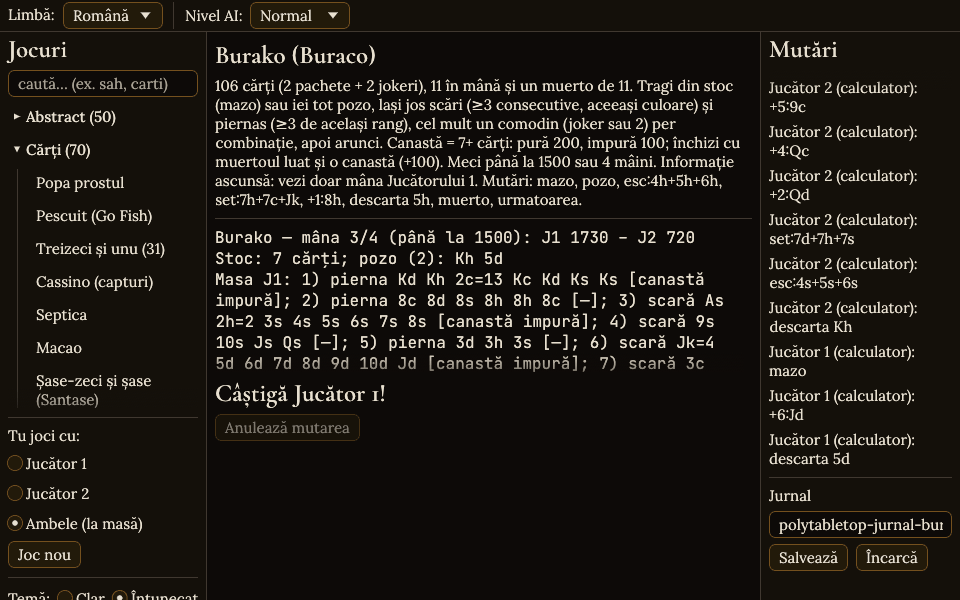 Limbă: Română ▼ Nivel AI: Normal ▼
Jocuri
caută... (ex. sah, carti)
▸ Abstract (50)
▾ Cărți (70)
Popa prostul
Pescuit (Go Fish)
Treizeci și unu (31)
Cassino (capturi)
Septica
Macao
Șase-zeci și șase
(Santase)
Tu joci cu:
Jucător 1
Jucător 2
Ambele (la masă)
Joc nou
Temă: Clar Întunecat
Burako (Buraco)
106 cărți (2 pachete + 2 jokeri), 11 în mână și un muerto de 11. Tragi din stoc
(mazo) sau iei tot pozo, lași jos scări (≥3 consecutive, aceeași culoare) și
piernas (≥3 de același rang), cel mult un comodin (joker sau 2) per
combinație, apoi arunci. Canastă = 7+ cărți: pură 200, impură 100; închizi cu
muertoul luat și o canastă (+100). Meci până la 1500 sau 4 mâini. Informație
ascunsă: vezi doar mâna Jucătorului 1. Mutări: mazo, pozo, esc:4h+5h+6h,
set:7h+7c+Jk, +1:8h, descarta 5h, muerto, urmatoarea.
Burako — mâna 3/4 (până la 1500): J1 1730 – J2 720
Stoc: 7 cărți; pozo (2): Kh 5d
Masa J1: 1) pierna Kd Kh 2c=13 Kc Kd Ks Ks [canastă
impură]; 2) pierna 8c 8d 8s 8h 8h 8c [—]; 3) scară As
2h=2 3s 4s 5s 6s 7s 8s [canastă impură]; 4) scară 9s
10s Js Qs [—]; 5) pierna 3d 3h 3s [—]; 6) scară Jk=4
5d 6d 7d 8d 9d 10d Jd [canastă impură]; 7) scară 3c
Câștigă Jucător 1!
Anulează mutarea
Mutări
Jucător 2 (calculator):
+5:9c
Jucător 2 (calculator):
+4:Qc
Jucător 2 (calculator):
+2:Qd
Jucător 2 (calculator):
set:7d+7h+7s
Jucător 2 (calculator):
esc:4s+5s+6s
Jucător 2 (calculator):
descarta Kh
Jucător 1 (calculator):
mazo
Jucător 1 (calculator):
+6:Jd
Jucător 1 (calculator):
descarta 5d
Jurnal
polytabletop-jurnal-bur
Salvează Încarcă